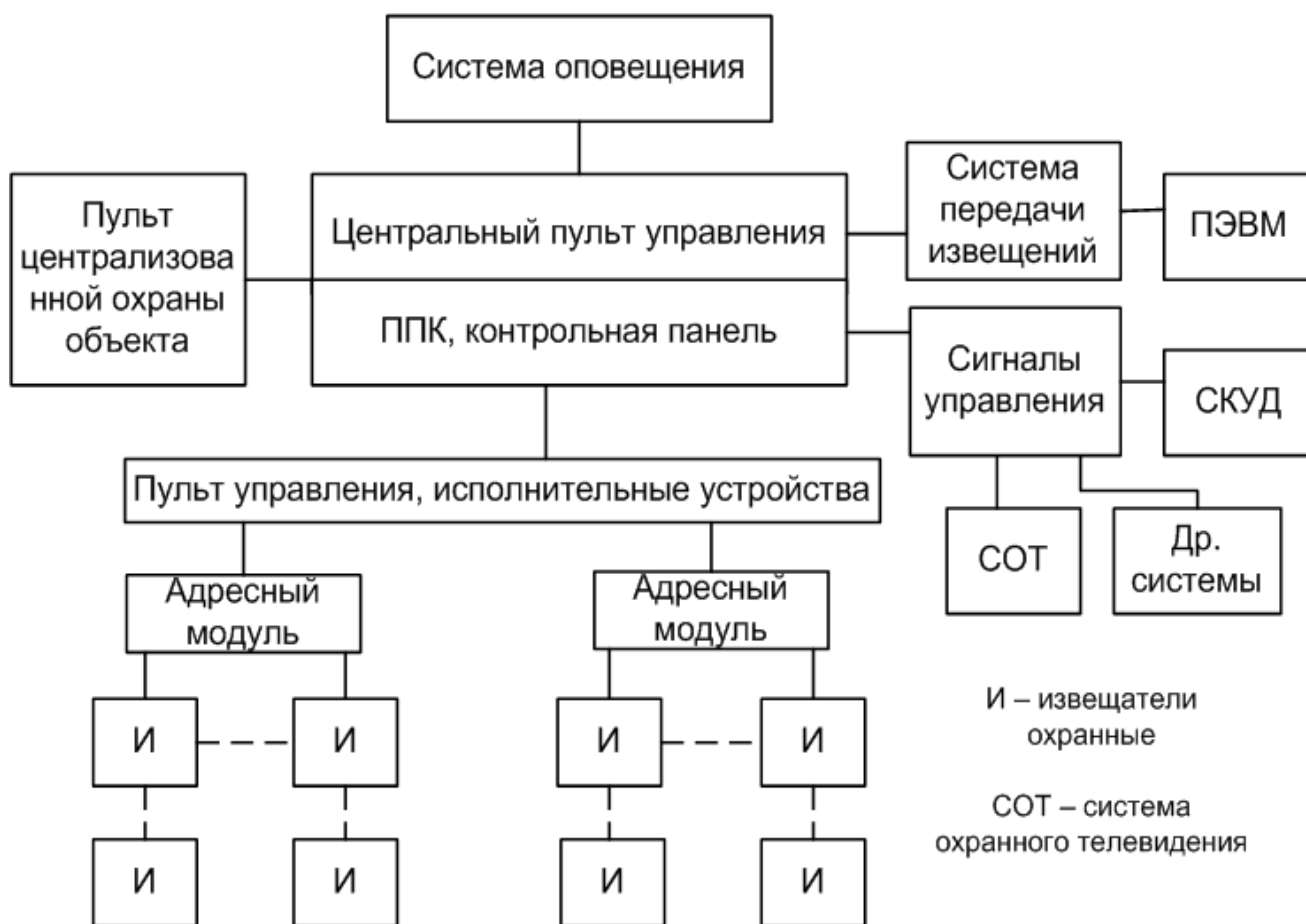 Система оповещения
Пульт
централизова
нной охраны
объекта
Центральный пульт управления
ППК, контрольная панель
Система
передачи
извещений
ПЭВМ
Сигналы
управления
СКУД
СОТ
Др.
системы
Пульт управления, исполнительные устройства
Адресный
модуль
Адресный
модуль
И
И
И
И
И
И
И
И
И – извещатели
охранные
СОТ – система
охранного телевидения